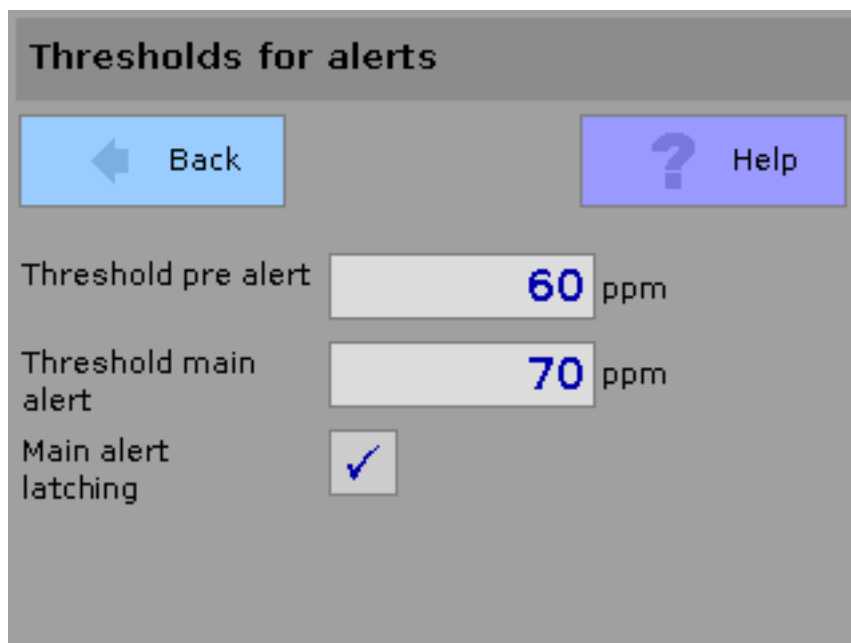 Thresholds for alerts
Back
? Help
Threshold pre alert 60 ppm
Threshold main
alert
70 ppm
Main alert
latching
✓